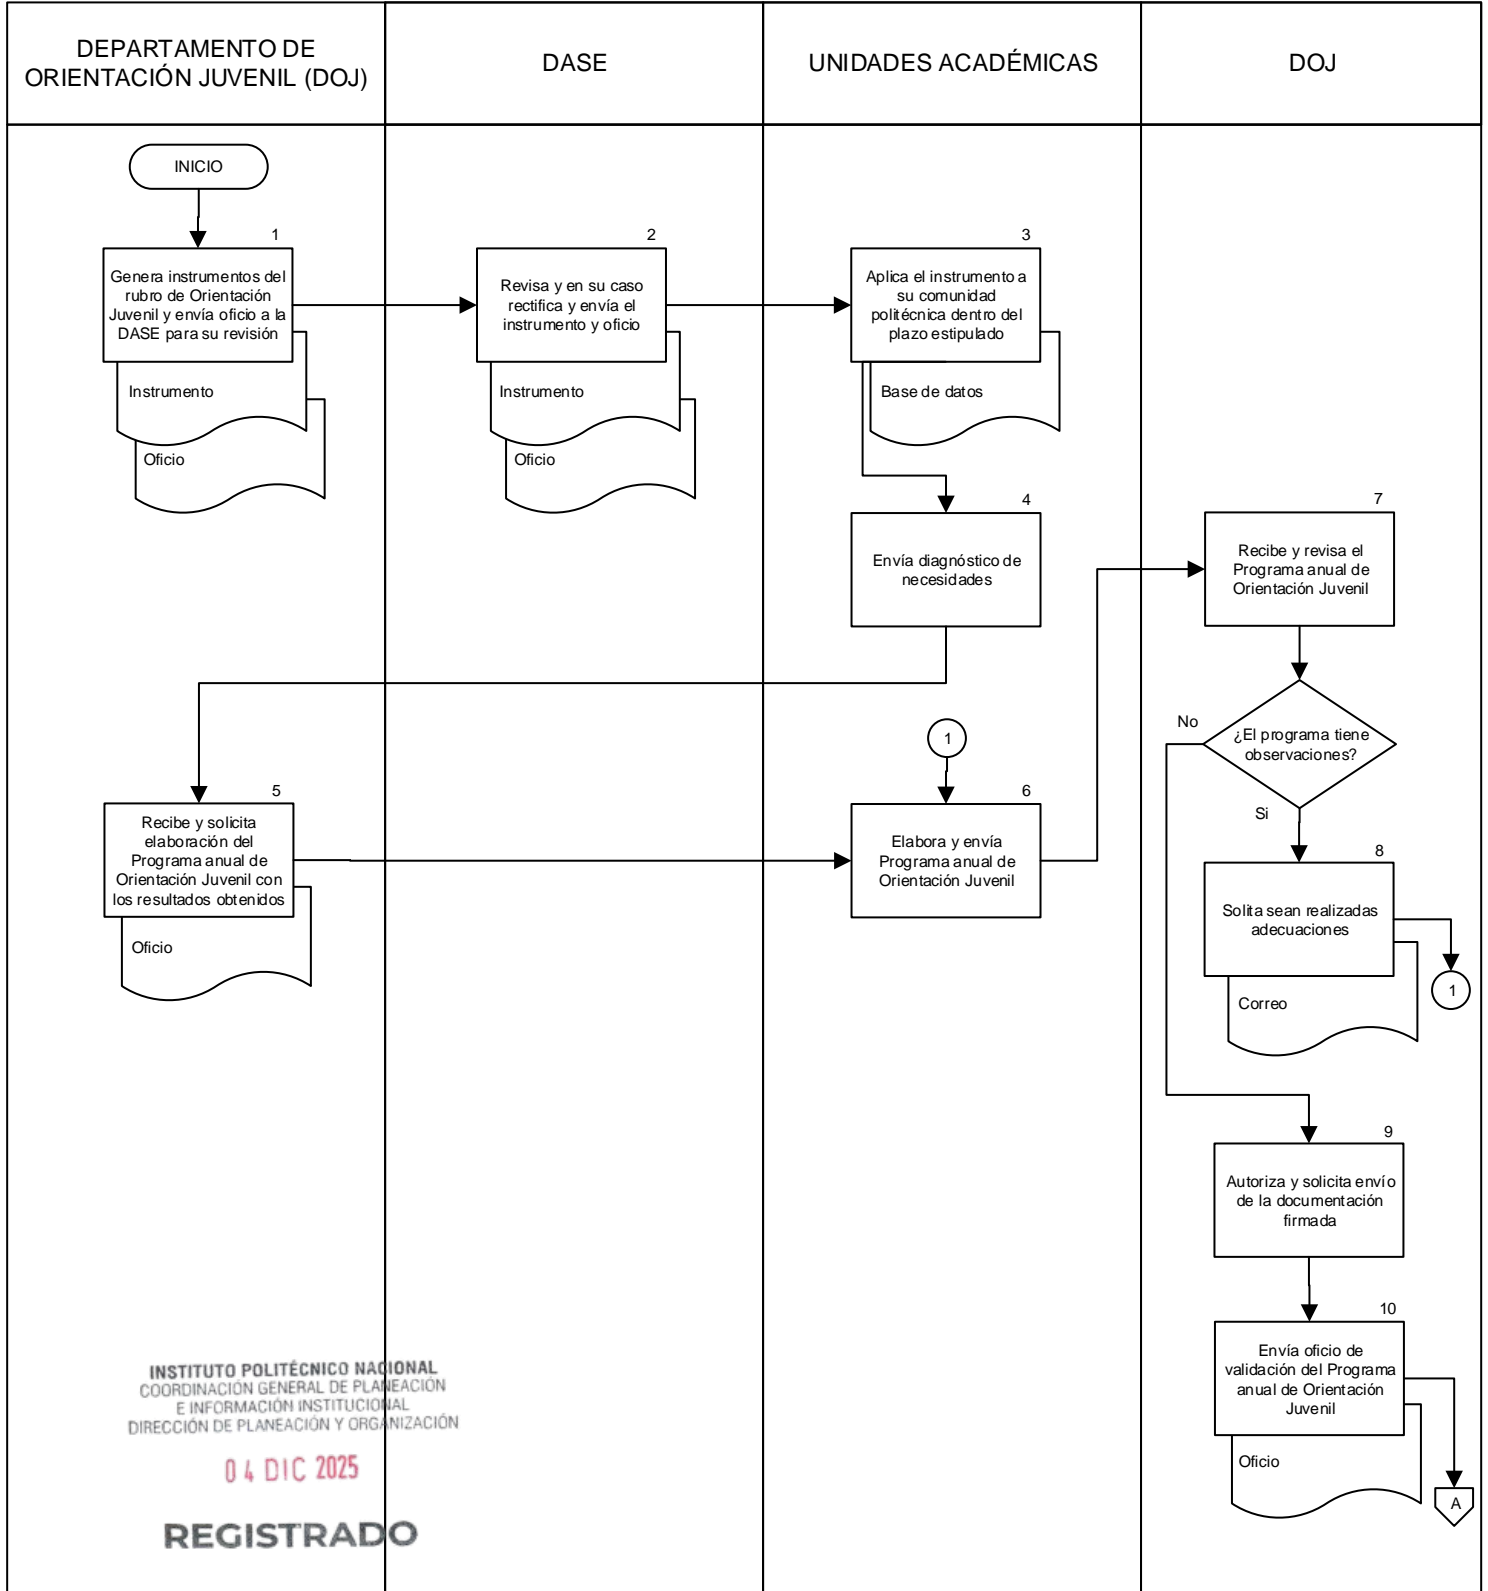 DEPARTAMENTO DE
ORIENTACIÓN JUVENIL (DOJ)
DASE
UNIDADES ACADÉMICAS
DOJ
INICIO
1
Genera instrumentos del
rubro de Orientación
Juvenil y envía oficio a la
DASE para su revisión
Instrumento
Oficio
2
Revisa y en su caso
rectifica y envía el
instrumento y oficio
Instrumento
Oficio
3
Aplica el instrumento a
su comunidad
politécnica dentro del
plazo estipulado
Base de datos
4
Envía diagnóstico de
necesidades
5
Recibe y solicita
elaboración del
Programa anual de
Orientación Juvenil con
los resultados obtenidos
Oficio
1
6
Elabora y envía
Programa anual de
Orientación Juvenil
7
Recibe y revisa el
Programa anual de
Orientación Juvenil
¿El programa tiene
observaciones?
No
Si
8
Solita sean realizadas
adecuaciones
Correo
1
9
Autoriza y solicita envío
de la documentación
firmada
10
Envía oficio de
validación del Programa
anual de Orientación
Juvenil
Oficio
A
INSTITUTO POLITÉCNICO NACIONAL
COORDINACIÓN GENERAL DE PLANEACIÓN
E INFORMACIÓN INSTITUCIONAL
DIRECCIÓN DE PLANEACIÓN Y ORGANIZACIÓN
04 DIC 2025
REGISTRADO